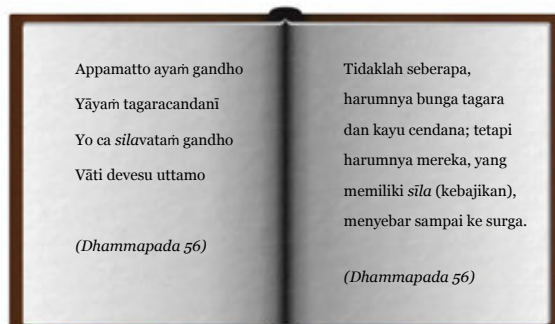 Appamatto ayaṁ gandho
Yāyaṁ tagaracandanī
Yo ca silavataṁ gandho
Vāti devesu uttamo
(Dhammapada 56)
Tidaklah seberapa,
harumnya bunga tagara
dan kayu cendana; tetapi
harumnya mereka, yang
memiliki sīla (kebajikan),
menyebar sampai ke surga.
(Dhammapada 56)